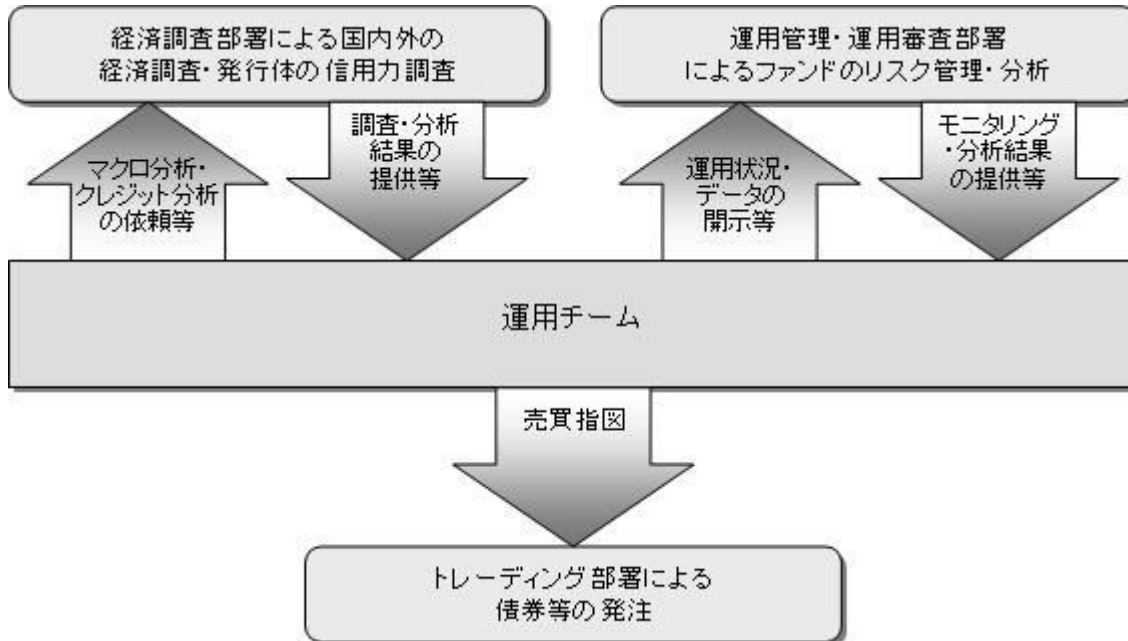 経済調査部署による国内外の
経済調査・発行体の信用力調査
運用管理・運用審査部署
によるファンドのリスク管理・分析
マクロ分析・
クレジット分析
の依頼等
調査・分析
結果の
提供等
運用状況・
データの
開示等
モニタリング
・分析結果
の提供等
運用チーム
売買指図
トレーディング部署による
債券等の発注